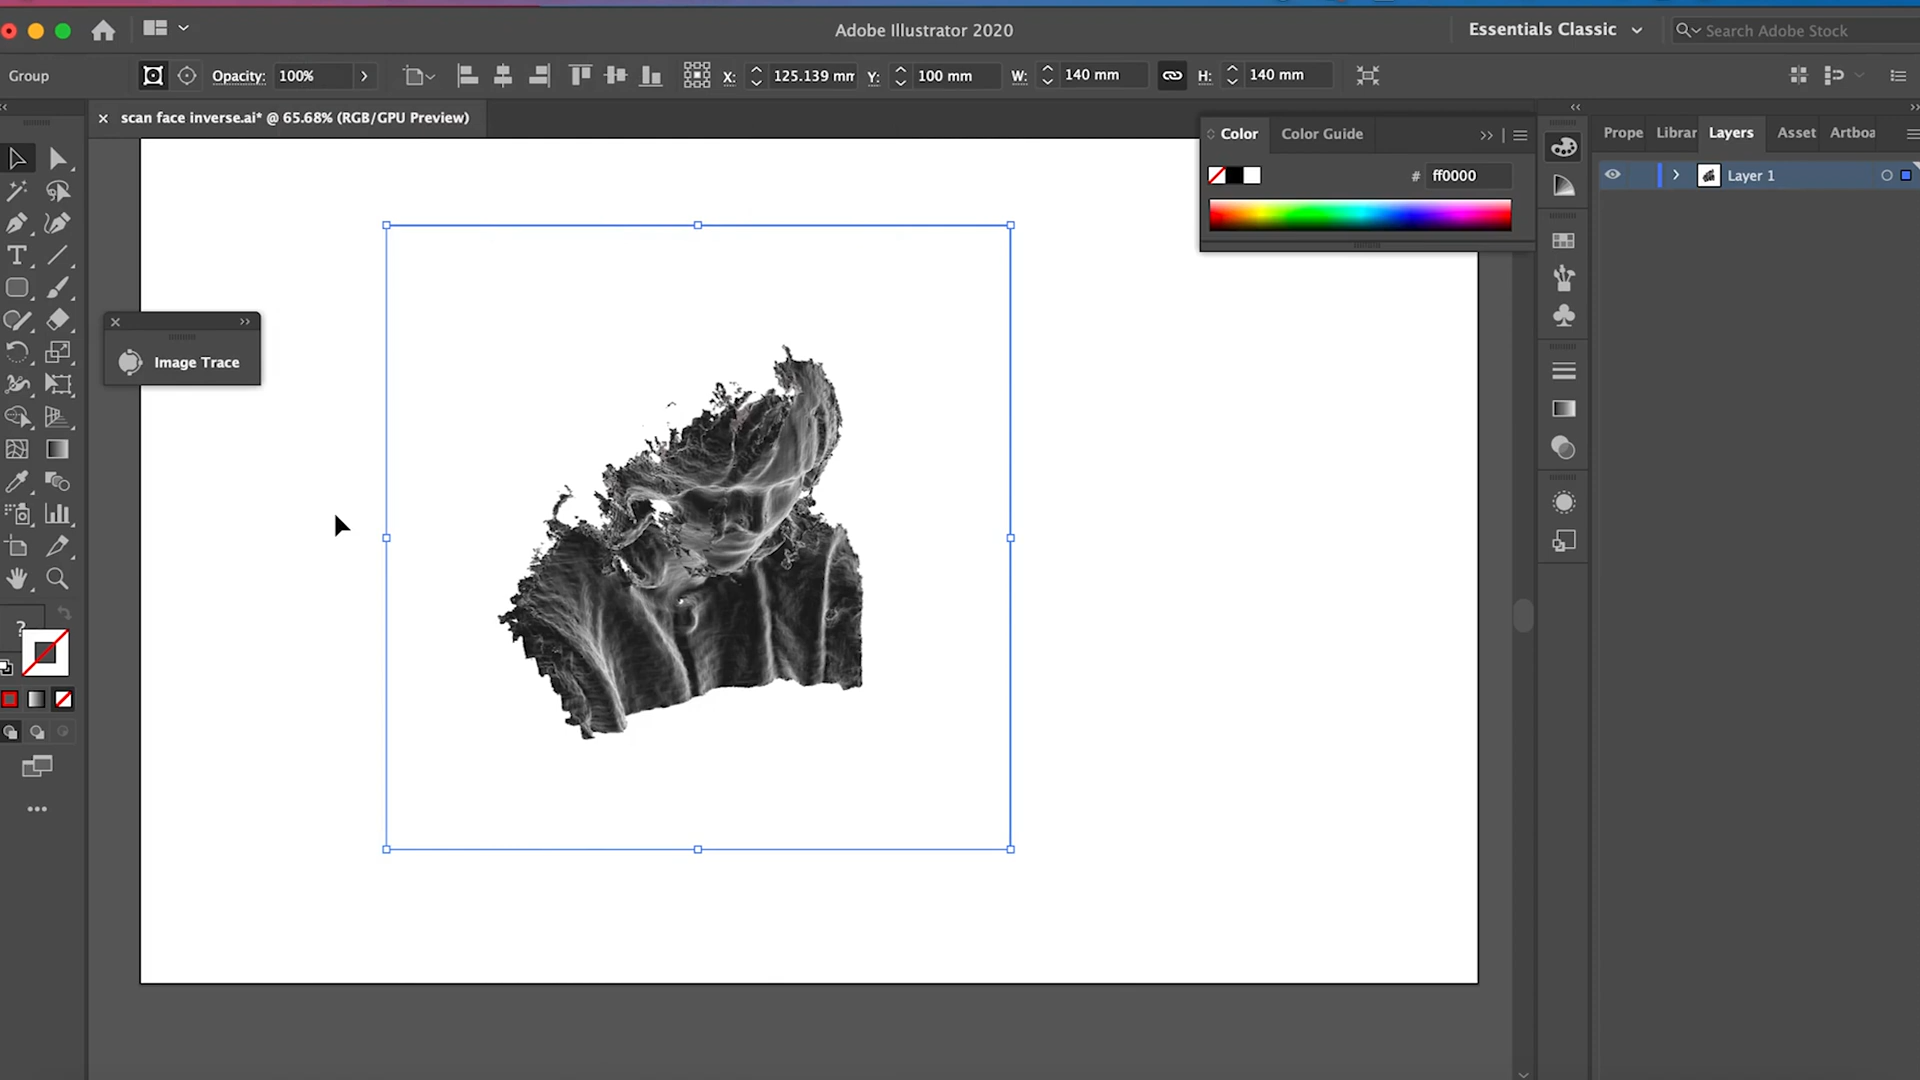 Adobe Illustrator 2020
Essentials Classic
Search Adobe Stock
Group
Opacity: 100%
X: 125.139 mm
Y: 100 mm
W: 140 mm
H: 140 mm
scan face inverse.ai* @ 65.68% (RGB/GPU Preview)
Color
Color Guide
Prope
Librar
Layers
Asset
Artboa
# ff0000
Layer 1
Image Trace
?